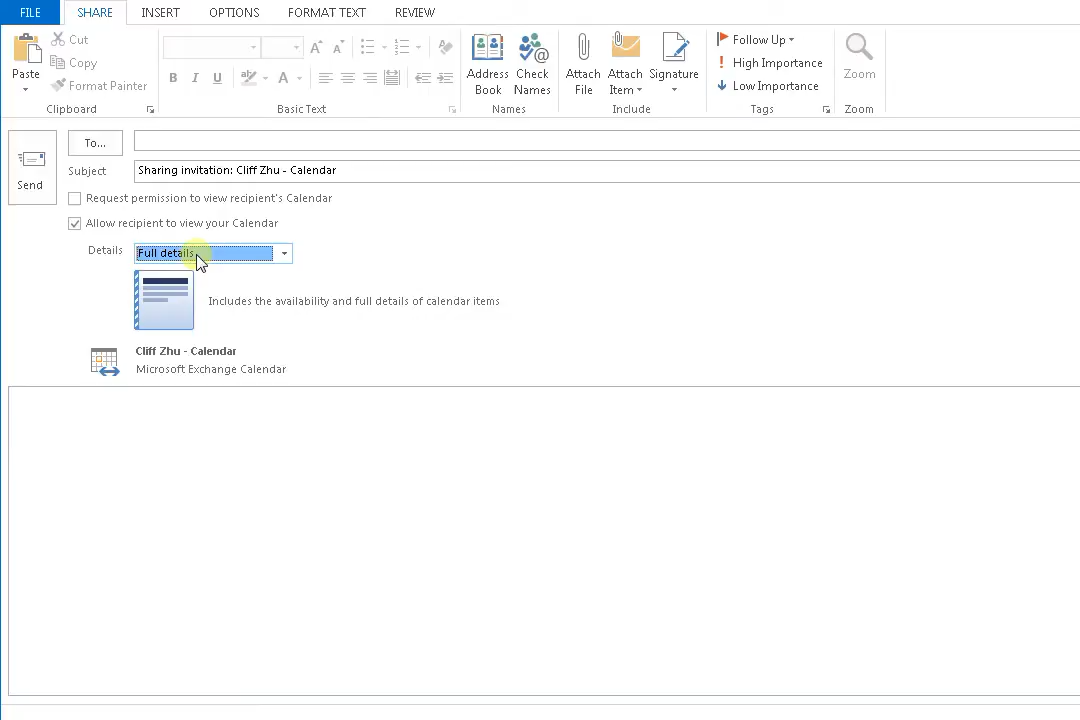 FILE SHARE INSERT OPTIONS FORMAT TEXT REVIEW
Paste
Cut
Copy
Format Painter
Clipboard
A A
B I U ab A
Basic Text
Address Book
Check Names
Names
Attach File
Attach Item
Signature
Include
Follow Up
High Importance
Low Importance
Tags
Zoom
Zoom
Send
To...
Subject Sharing invitation: Cliff Zhu - Calendar
Request permission to view recipient's Calendar
Allow recipient to view your Calendar
Details Full details
Includes the availability and full details of calendar items
Cliff Zhu - Calendar
Microsoft Exchange Calendar